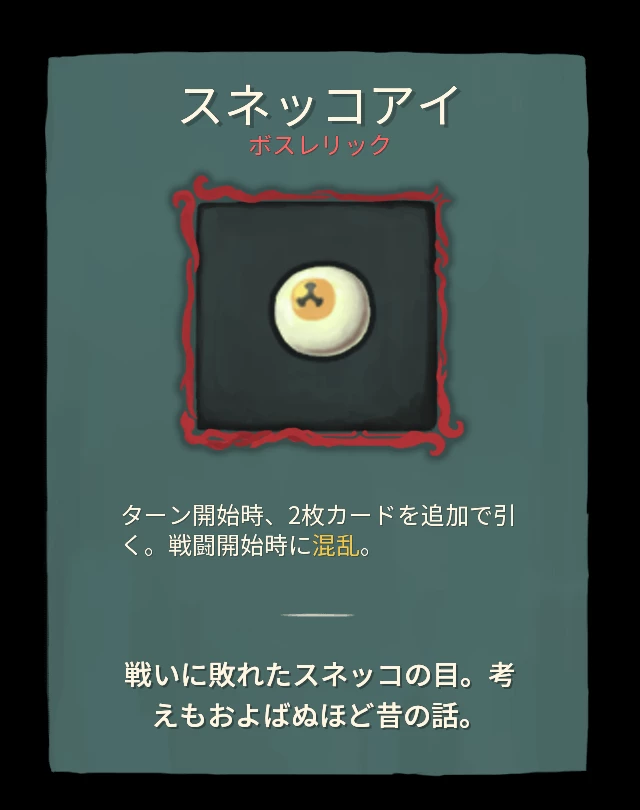 スネッコアイ
ボスレリック
ターン開始時、2枚カードを追加で引
く。戦闘開始時に混乱。
戦いに敗れたスネッコの目。考
えもおよばぬほど昔の話。